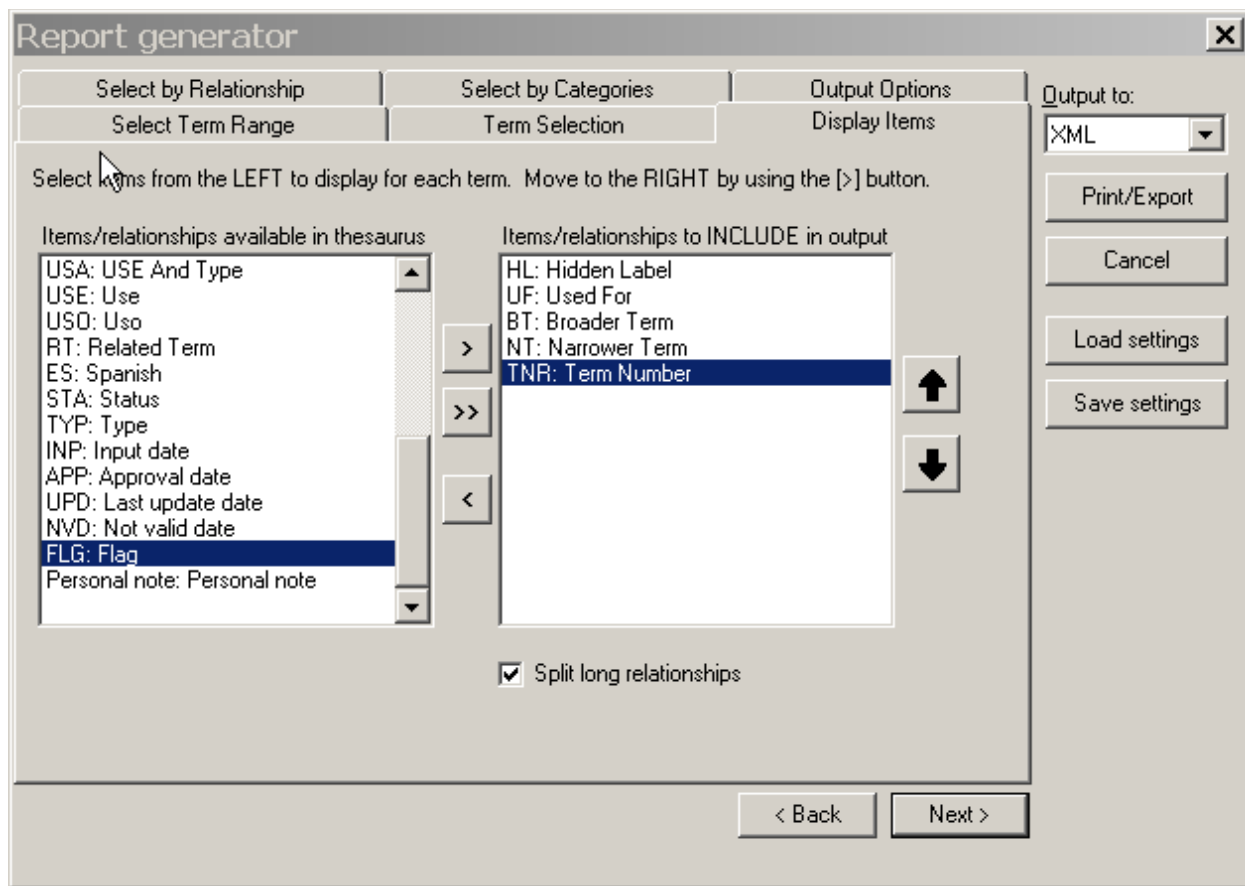 Report generator
Select by Relationship
Select by Categories
Output Options
Select Term Range
Term Selection
Display Items
Output to:
XML
Print/Export
Cancel
Load settings
Save settings
Select items from the LEFT to display for each term. Move to the RIGHT by using the [>] button.
Items/relationships available in thesaurus
USA: USE And Type
USE: Use
USO: Uso
RT: Related Term
ES: Spanish
STA: Status
TYP: Type
INP: Input date
APP: Approval date
UPD: Last update date
NVD: Not valid date
FLG: Flag
Personal note: Personal note
>
>>
<
Items/relationships to INCLUDE in output
HL: Hidden Label
UF: Used For
BT: Broader Term
NT: Narrower Term
TNR: Term Number
Split long relationships
< Back
Next >